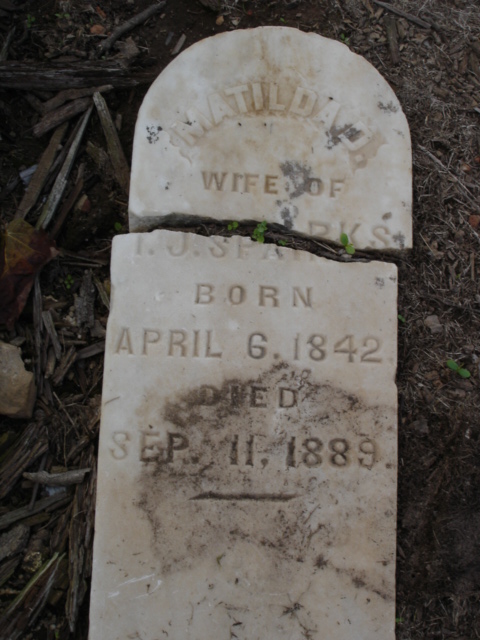 MATILDA J.
WIFE OF
T. J. SPARKS
BORN
APRIL 6. 1842
DIED
SEP. 11, 1889.